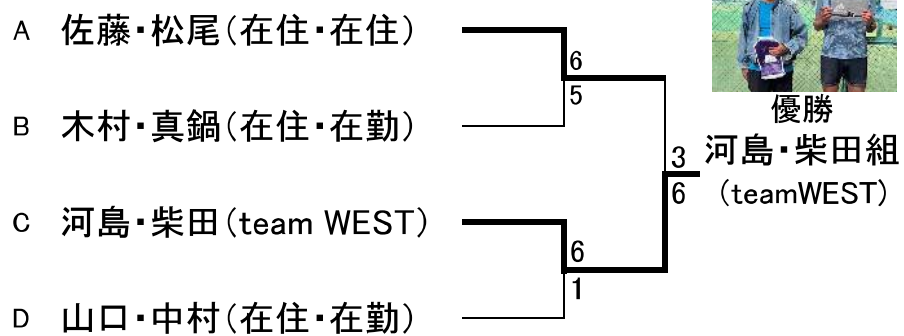 A 佐藤・松尾(在住・在住)
6
5
B 木村・真鍋(在住・在勤)
C 河島・柴田(team WEST)
6
1
D 山口・中村(在住・在勤)
3
6
優勝
河島・柴田組
(teamWEST)